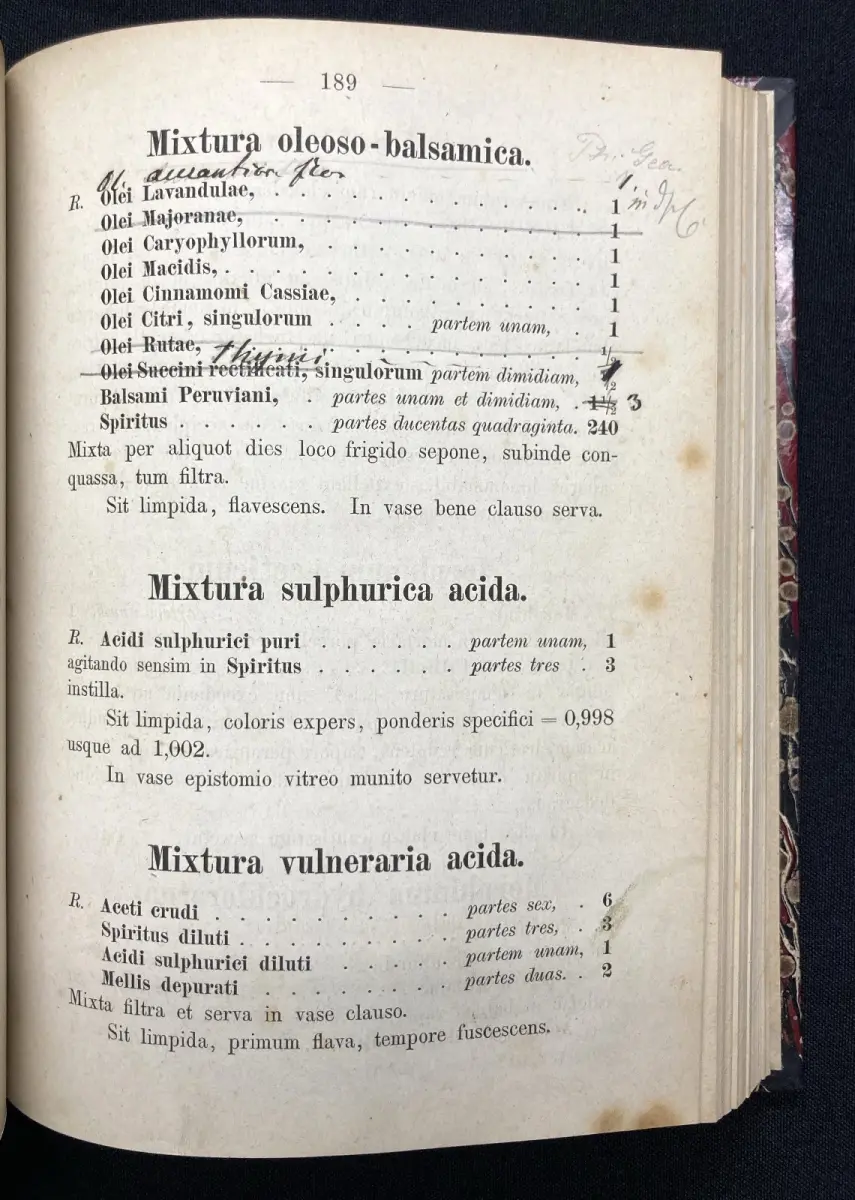 — 189 —
Mixtura oleoso-balsamica.
Ol. aurantior. flor 1.
R. Olei Lavandulae, . . . . . . . . . . . . . . 1
Olei Majoranae, . . . . . . . . . . . . . . 1
Olei Caryophyllorum, . . . . . . . . . . . 1
Olei Macidis, . . . . . . . . . . . . . . . 1
Olei Cinnamomi Cassiae, . . . . . . . . . 1
Olei Citri, singulorum . . . . partem unam, . 1
Olei Rutae, thymi . . . . . . . . . . . ½
Olei Succini rectificati, singulorum partem dimidiam, ½
Balsami Peruviani, . partes unam et dimidiam, . 1½ 3
Spiritus . . . . . . partes ducentas quadraginta. 240
Mixta per aliquot dies loco frigido sepone, subinde con-
quassa, tum filtra.
Sit limpida, flavescens. In vase bene clauso serva.
Mixtura sulphurica acida.
R. Acidi sulphurici puri . . . . . . partem unam, 1
agitando sensim in Spiritus . . . . . . . partes tres . 3
instilla.
Sit limpida, coloris expers, ponderis specifici = 0,998
usque ad 1,002.
In vase epistomio vitreo munito servetur.
Mixtura vulneraria acida.
R. Aceti crudi . . . . . . . . . . partes sex, . 6
Spiritus diluti . . . . . . . . . partes tres, . 3
Acidi sulphurici diluti . . . . . partem unam, 1
Mellis depurati . . . . . . . . partes duas. . 2
Mixta filtra et serva in vase clauso.
Sit limpida, primum flava, tempore fuscescens.